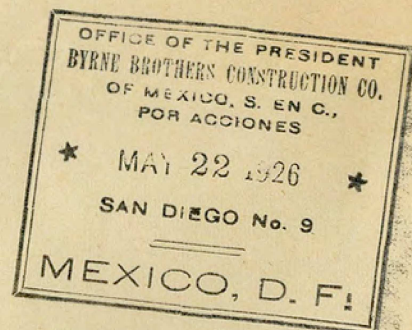 OFFICE OF THE PRESIDENT
BYRNE BROTHERS CONSTRUCTION CO.
OF MEXICO, S. EN C.,
POR ACCIONES
MAY 22 1926
SAN DIEGO No. 9
MEXICO, D. F.